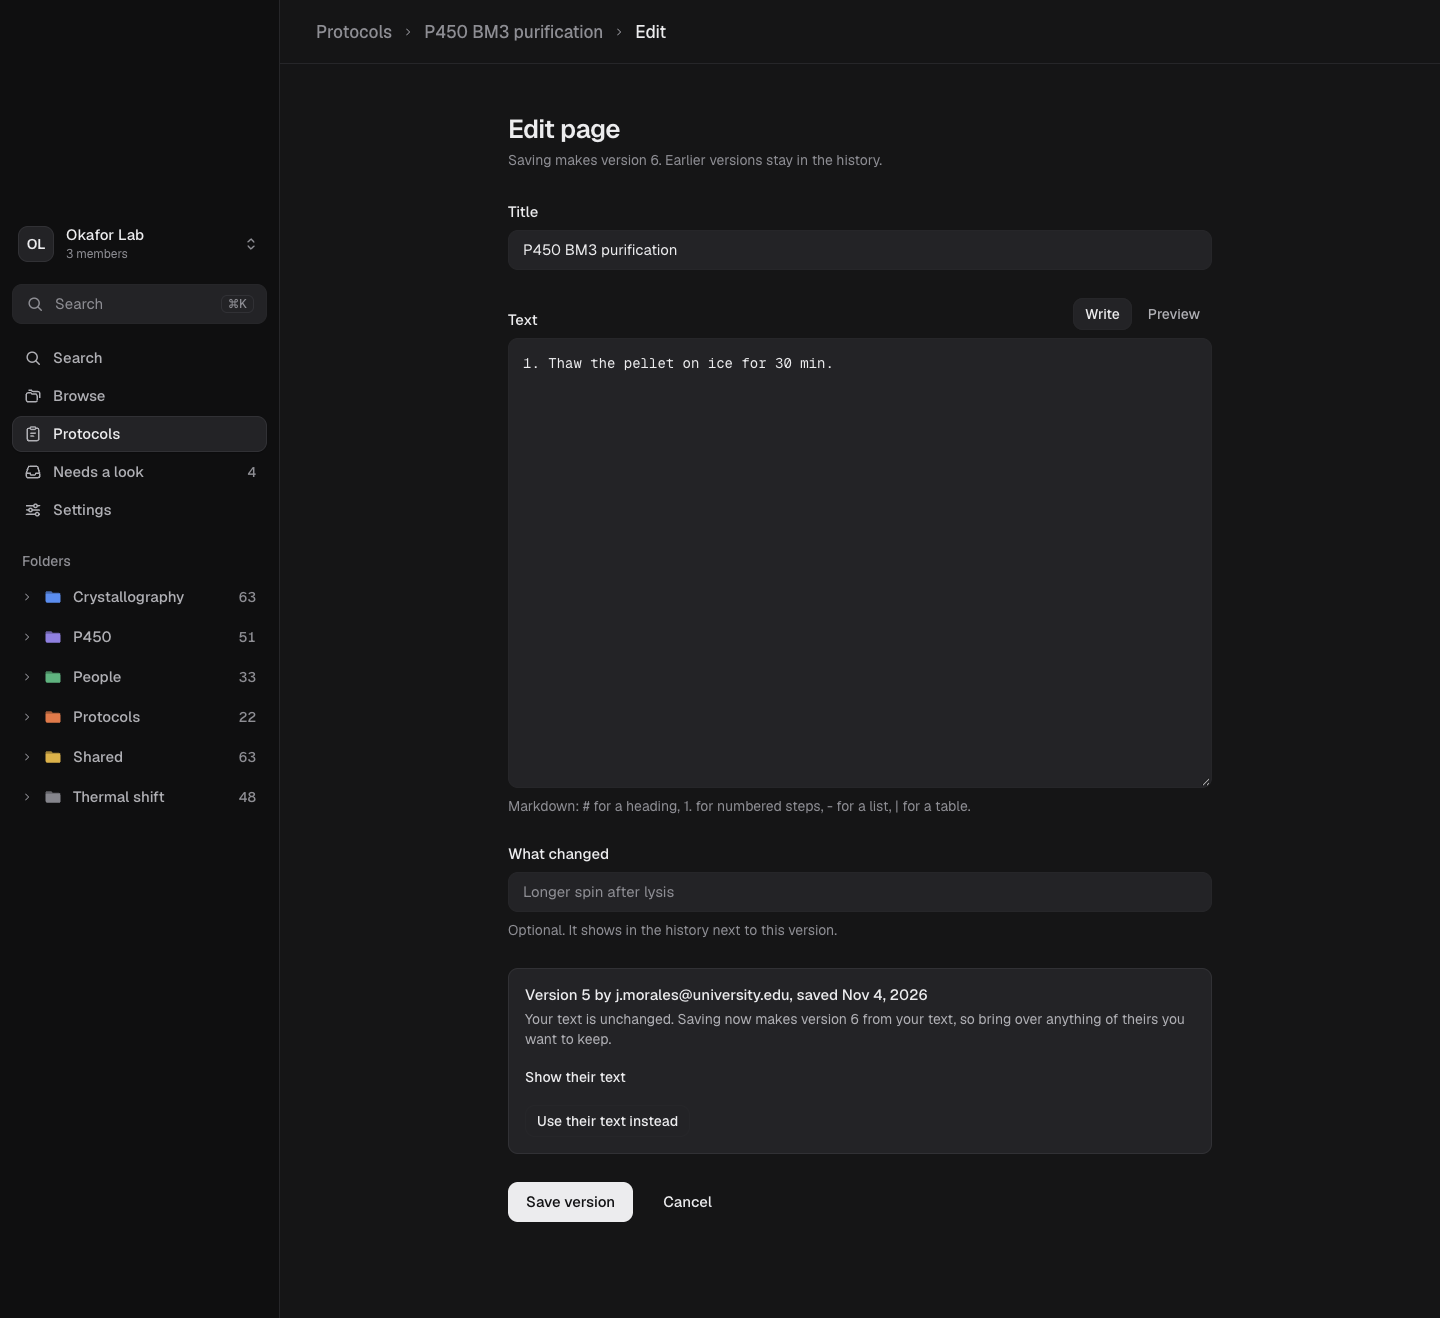 Protocols › P450 BM3 purification › Edit
OL
Okafor Lab
3 members
Search ⌘K
Search
Browse
Protocols
Needs a look 4
Settings
Folders
Crystallography 63
P450 51
People 33
Protocols 22
Shared 63
Thermal shift 48
Edit page
Saving makes version 6. Earlier versions stay in the history.
Title
P450 BM3 purification
Text
Write Preview
1. Thaw the pellet on ice for 30 min.
Markdown: # for a heading, 1. for numbered steps, - for a list, | for a table.
What changed
Longer spin after lysis
Optional. It shows in the history next to this version.
Version 5 by j.morales@university.edu, saved Nov 4, 2026
Your text is unchanged. Saving now makes version 6 from your text, so bring over anything of theirs you
want to keep.
Show their text
Use their text instead
Save version Cancel